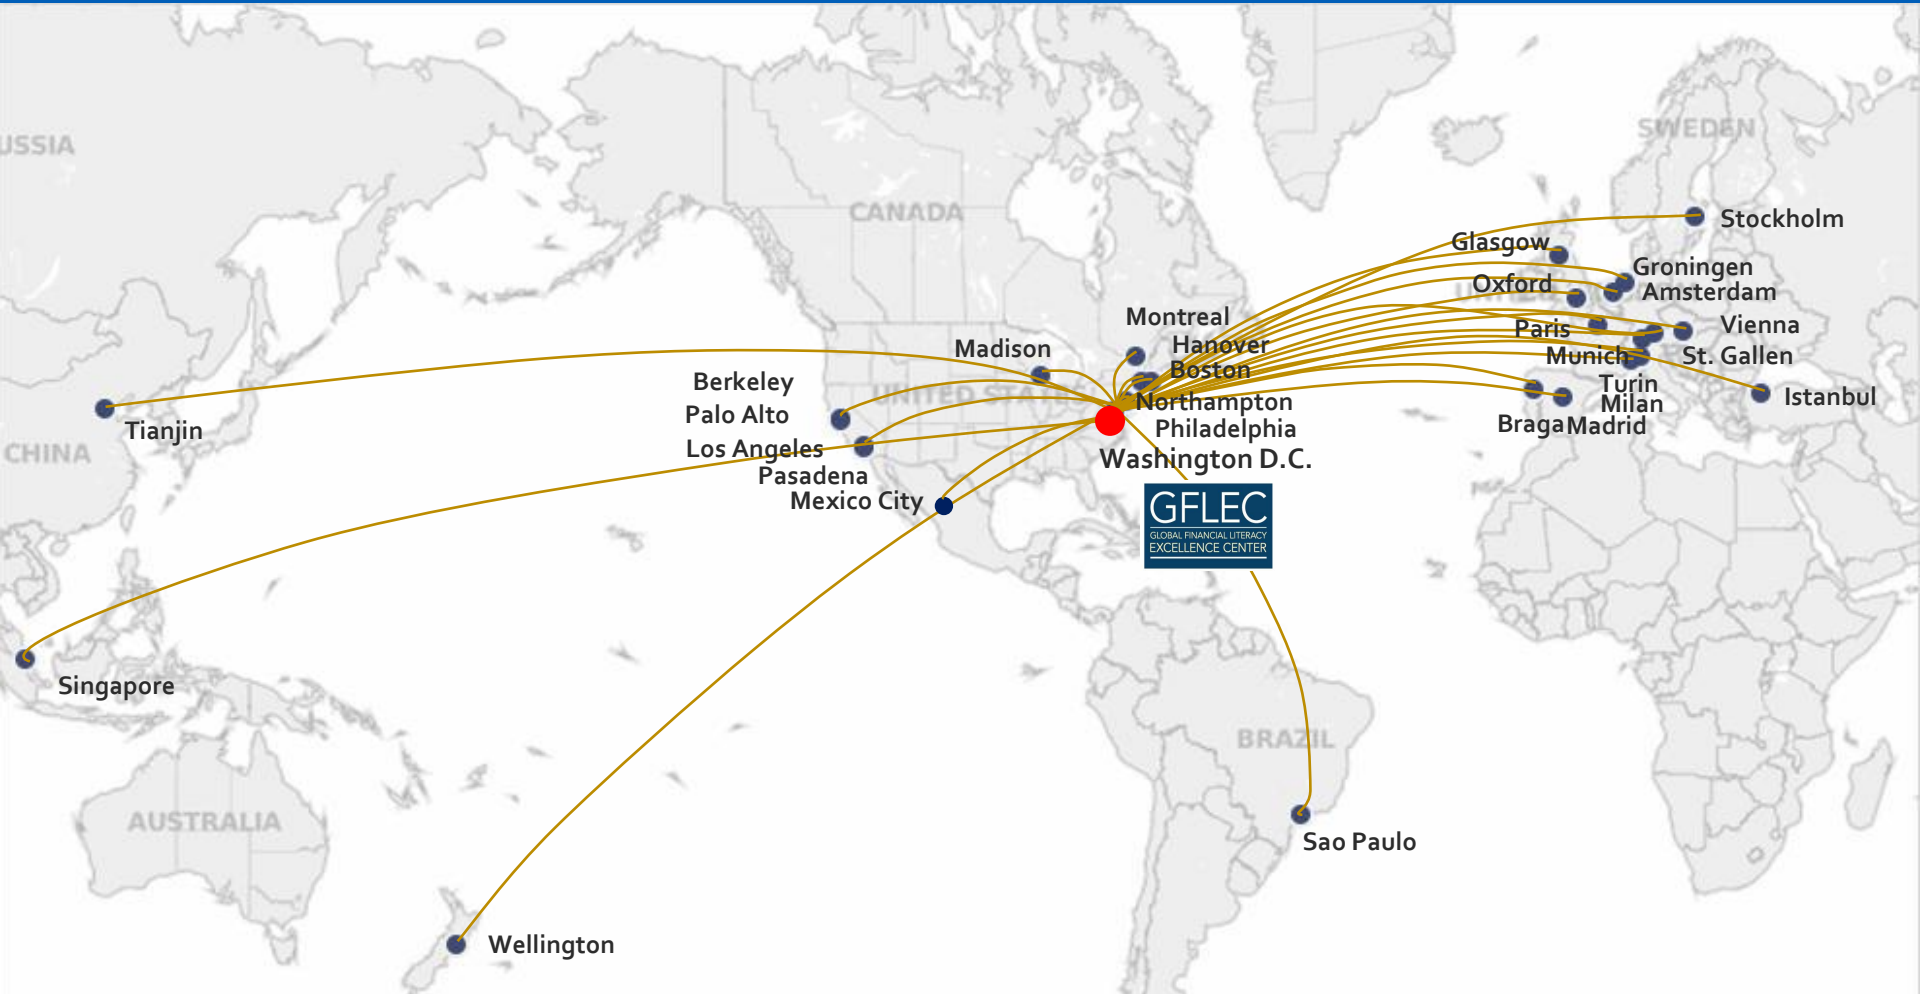 USSIA
SWEDEN
CANADA
Stockholm
Glasgow
Groningen
Oxford
Amsterdam
Montreal
Paris
Vienna
Hanover
Madison
Munich
St. Gallen
Boston
Berkeley
UNITED STATES
Turin
Istanbul
Northampton
Milan
Palo Alto
Braga
Madrid
Tianjin
Philadelphia
CHINA
Los Angeles
Washington D.C.
Pasadena
Mexico City
GFLEC
GLOBAL FINANCIAL LITERACY
EXCELLENCE CENTER
Singapore
BRAZIL
AUSTRALIA
Sao Paulo
Wellington